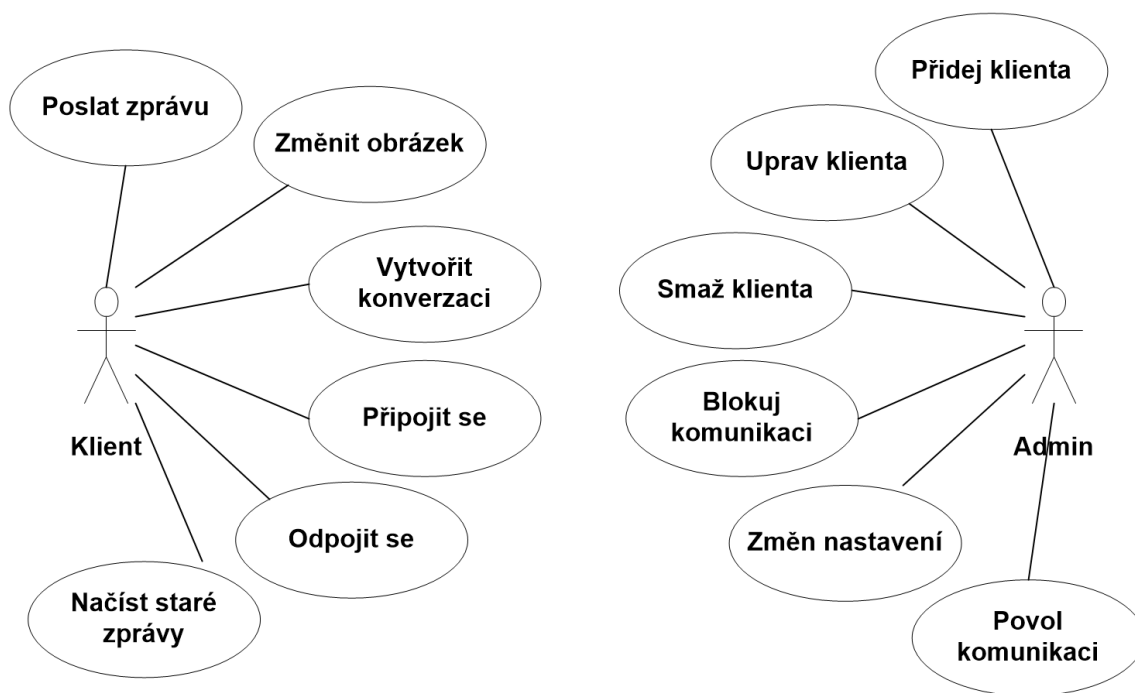 Poslat zprávu
Změnit obrázek
Vytvořit
konverzaci
Připojit se
Klient
Odpojit se
Načíst staré
zprávy
Přidej klienta
Uprav klienta
Smaž klienta
Blokuj
komunikaci
Admin
Změn nastavení
Povol
komunikaci